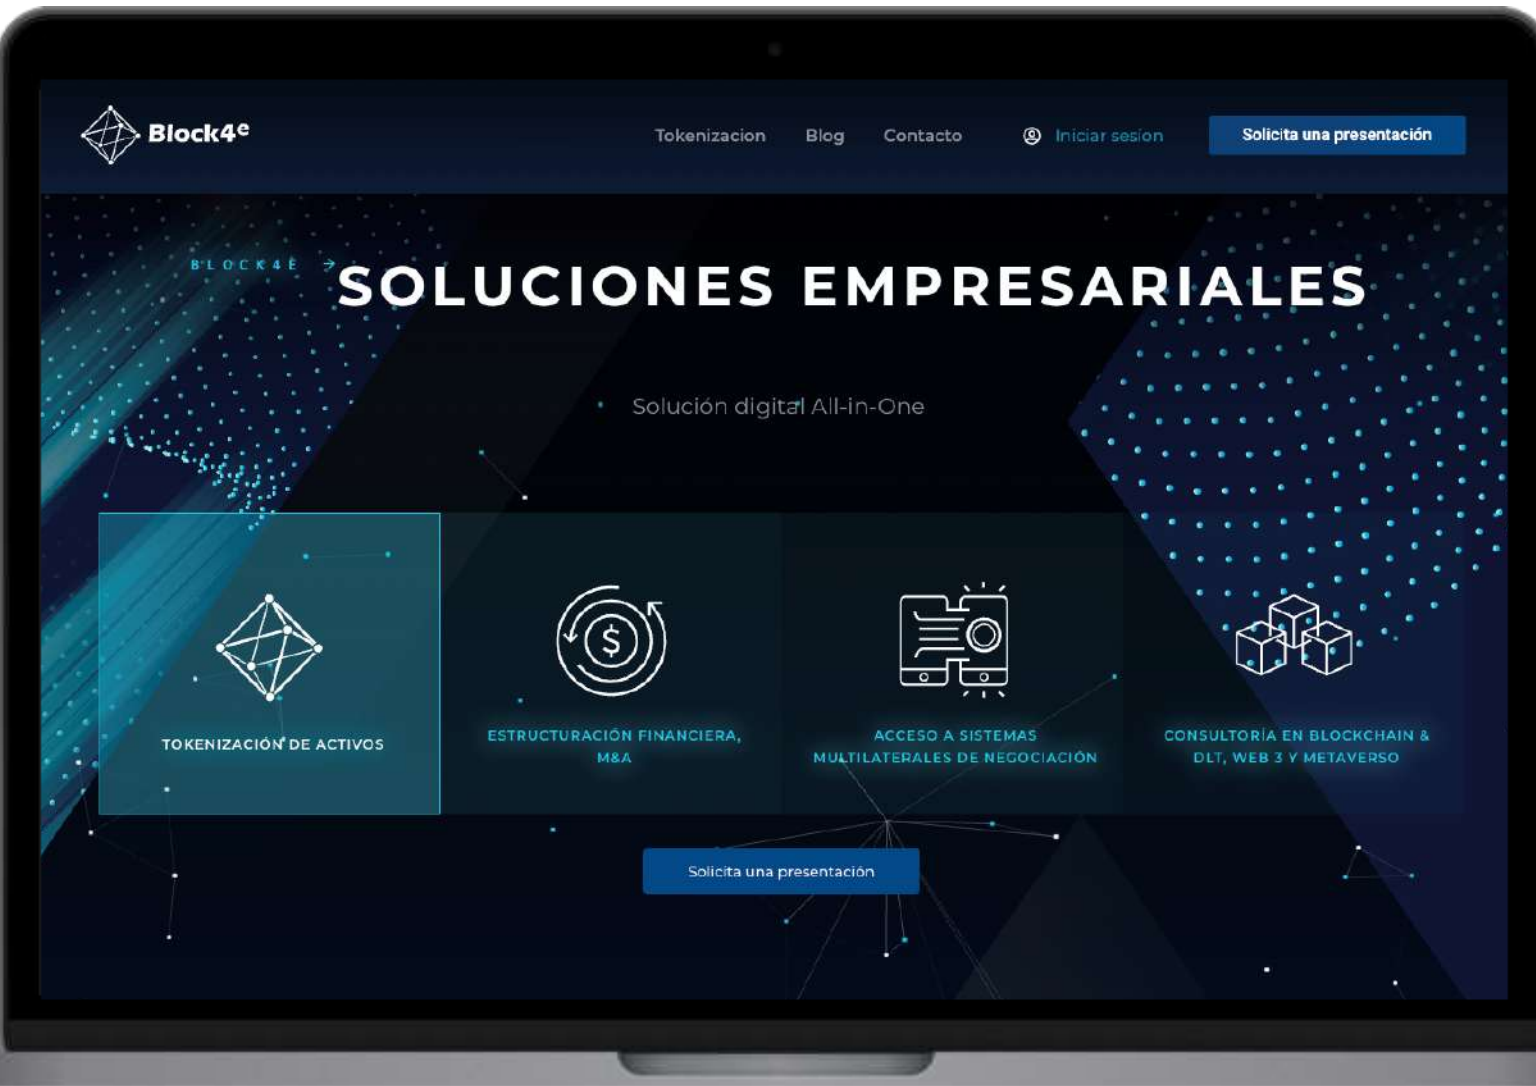 Block4e
Tokenizacion
Blog
Contacto
Iniciar sesíon
Solicita una presentación
BLOCK4E →
SOLUCIONES EMPRESARIALES
Solución digital All-in-One
TOKENIZACIÓN DE ACTIVOS
ESTRUCTURACIÓN FINANCIERA,
M&A
ACCESO A SISTEMAS
MULTILATERALES DE NEGOCIACIÓN
CONSULTORÍA EN BLOCKCHAIN &
DLT, WEB 3 Y METAVERSO
Solicita una presentación